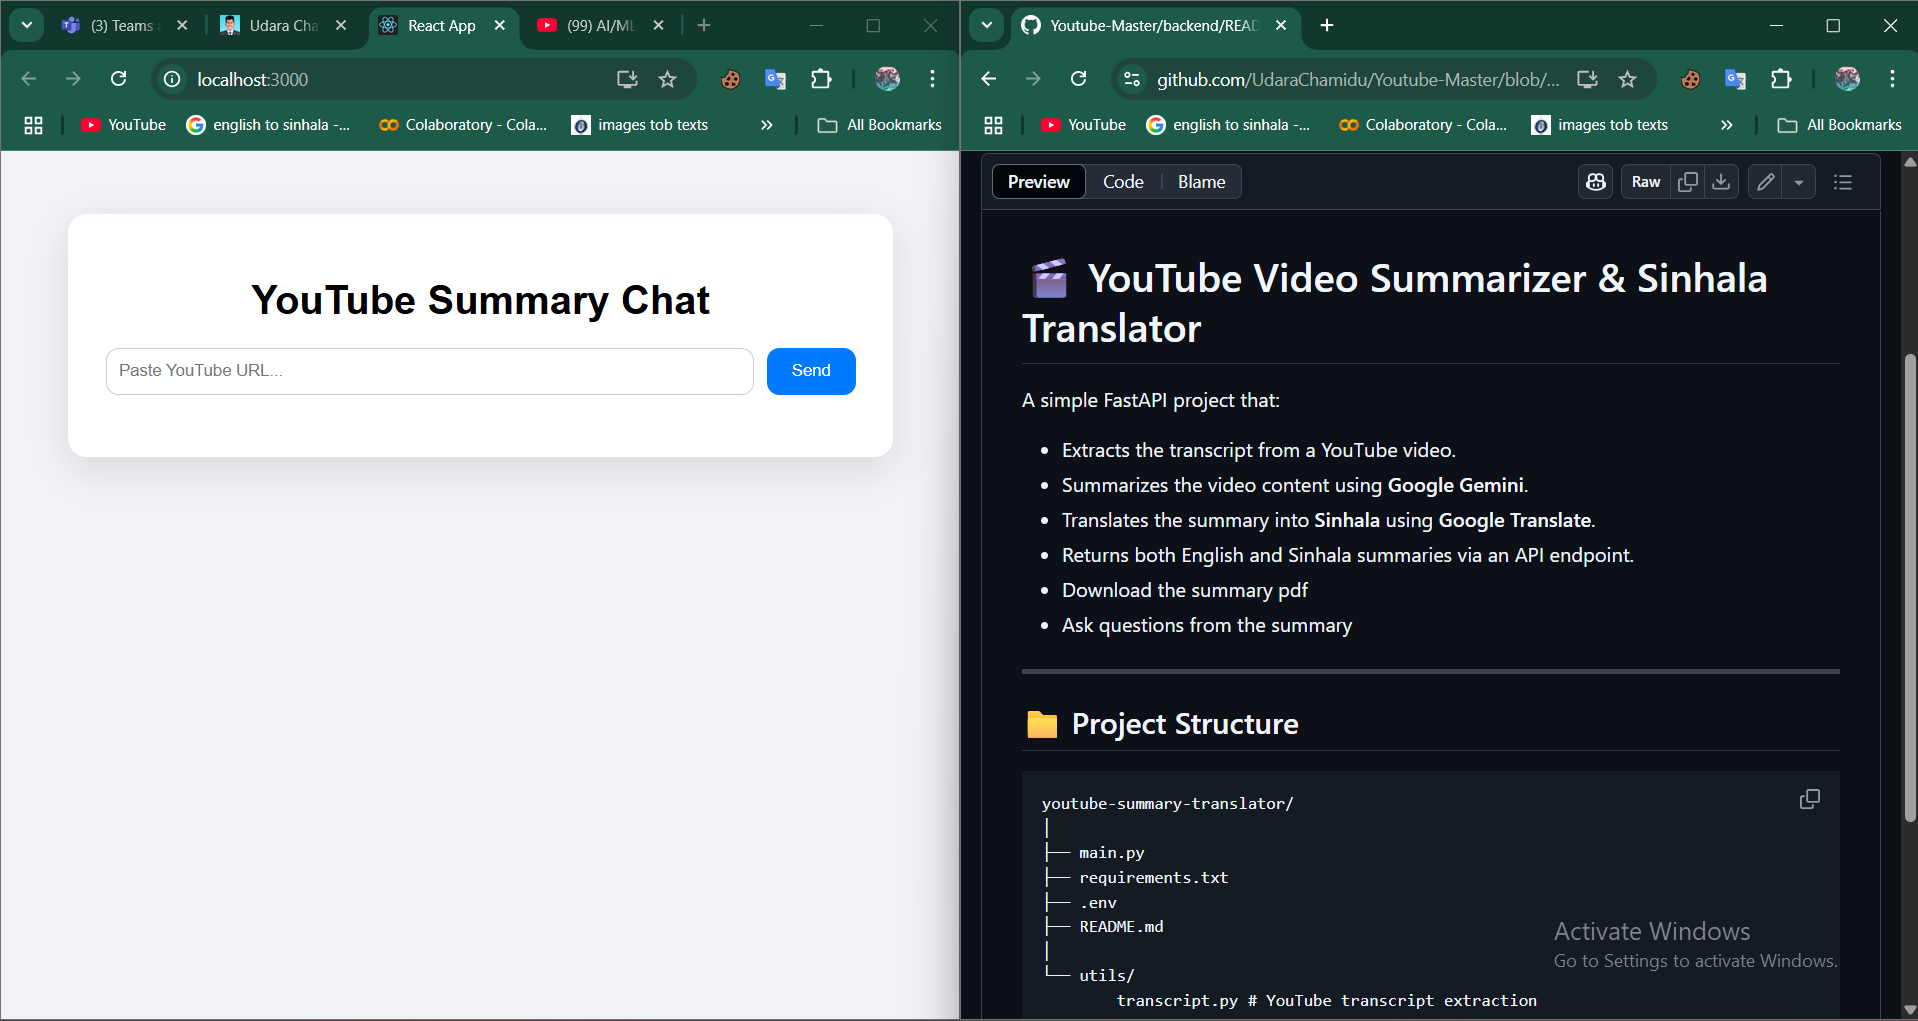 (3) Teams
Udara Cha
React App
(99) AI/ML
localhost:3000
YouTube
english to sinhala -...
Colaboratory - Cola...
images tob texts
All Bookmarks
YouTube Summary Chat
Paste YouTube URL...
Send
Youtube-Master/backend/READ
github.com/UdaraChamidu/Youtube-Master/blob/...
YouTube
english to sinhala -...
Colaboratory - Cola...
images tob texts
All Bookmarks
Preview
Code
Blame
Raw
🎬 YouTube Video Summarizer & Sinhala
Translator
A simple FastAPI project that:
• Extracts the transcript from a YouTube video.
• Summarizes the video content using Google Gemini.
• Translates the summary into Sinhala using Google Translate.
• Returns both English and Sinhala summaries via an API endpoint.
• Download the summary pdf
• Ask questions from the summary
📁 Project Structure
youtube-summary-translator/
│
├── main.py
├── requirements.txt
├── .env
├── README.md
│
└── utils/
transcript.py # YouTube transcript extraction
Activate Windows
Go to Settings to activate Windows.